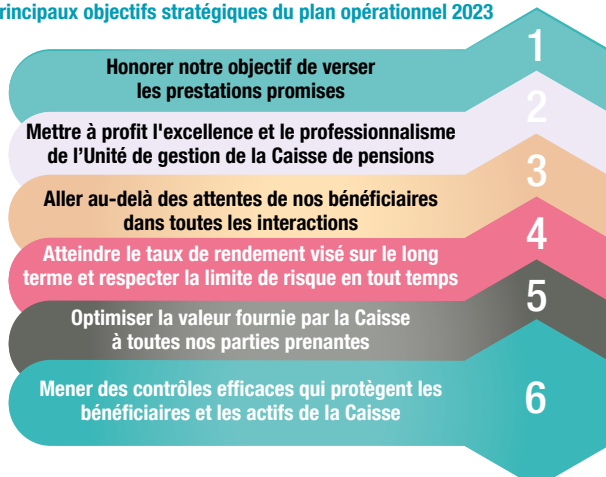 rincipaux objectifs stratégiques du plan opérationnel 2023
1
Honorer notre objectif de verser
les prestations promises
2
Mettre à profit l'excellence et le professionnalisme
de l’Unité de gestion de la Caisse de pensions
3
Aller au-delà des attentes de nos bénéficiaires
dans toutes les interactions
4
Atteindre le taux de rendement visé sur le long
terme et respecter la limite de risque en tout temps
5
Optimiser la valeur fournie par la Caisse
à toutes nos parties prenantes
6
Mener des contrôles efficaces qui protègent les
bénéficiaires et les actifs de la Caisse